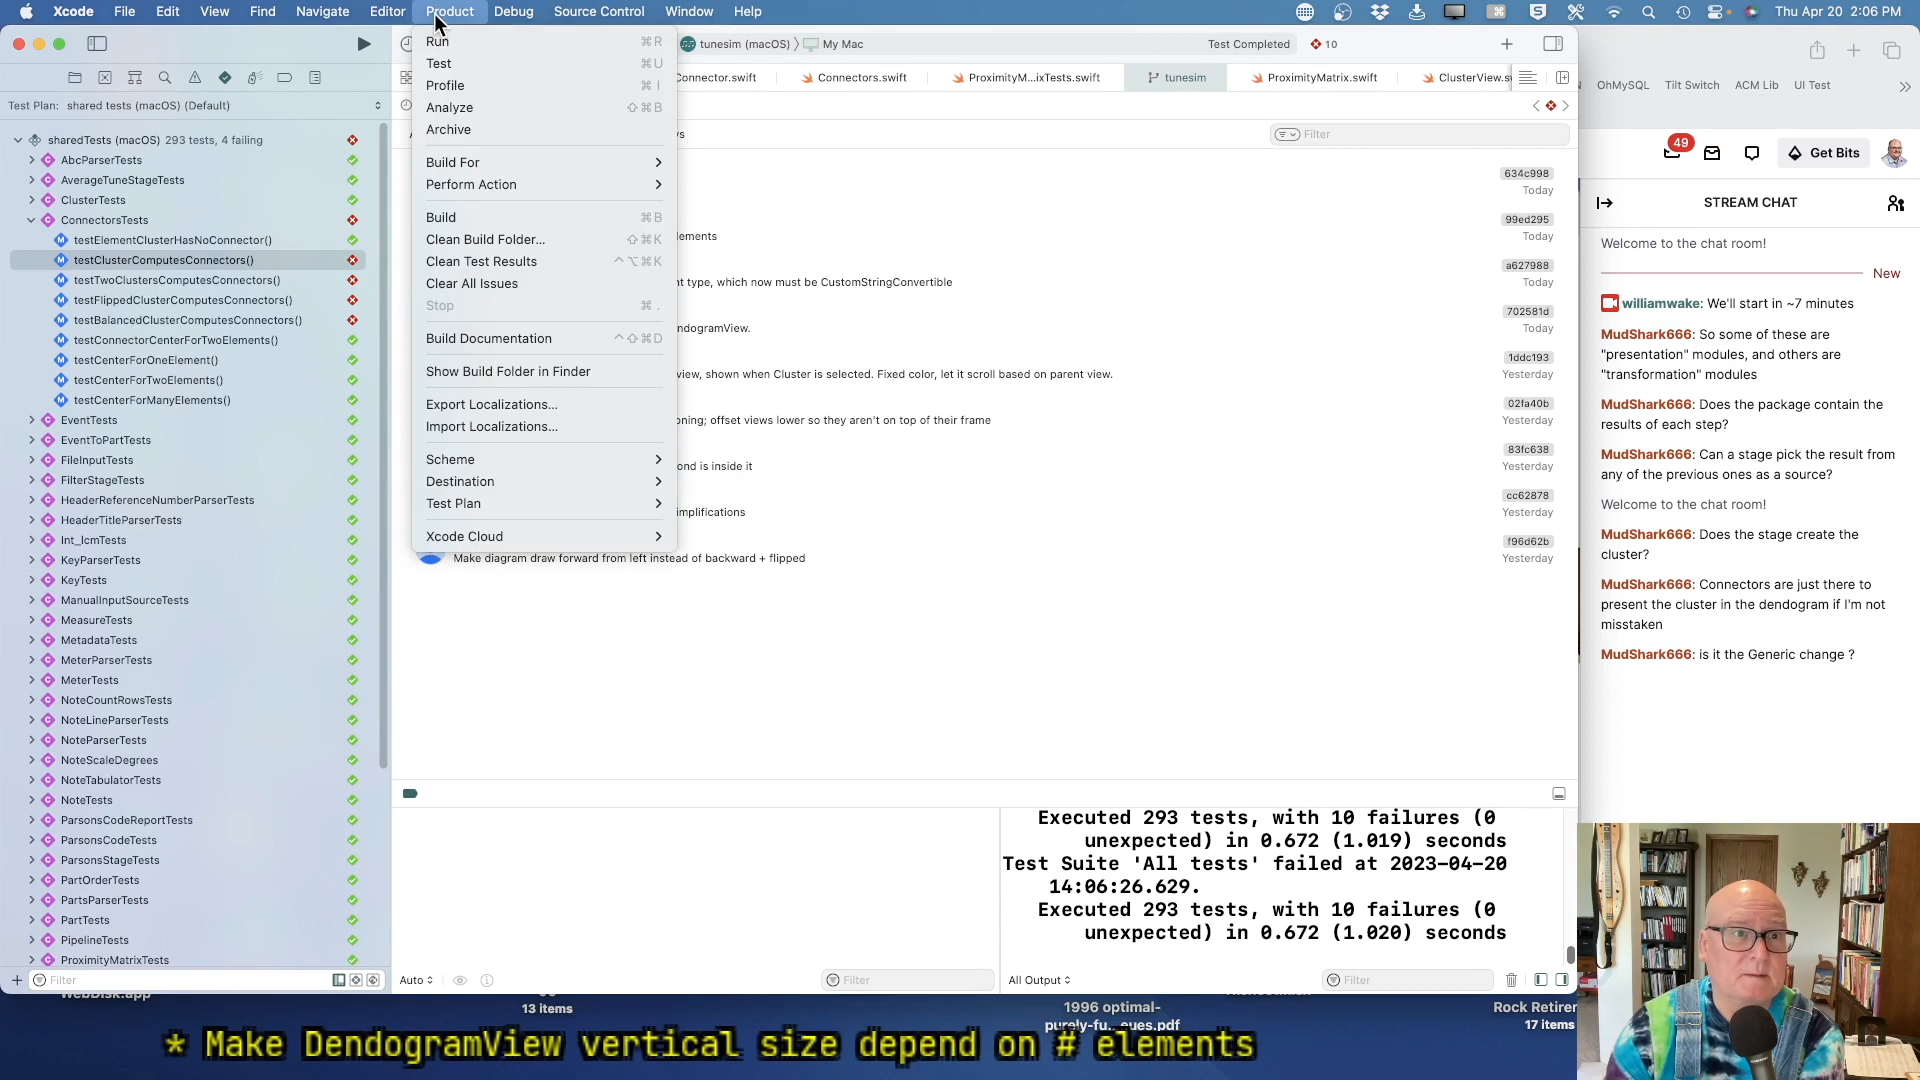 Xcode File Edit View Find Navigate Editor Product Debug Source Control Window Help
Thu Apr 20 2:06 PM
tunesim (macOS) My Mac
Test Completed
10
Connectors.swift
ProximityM...ixTests.swift
tunesim
ProximityMatrix.swift
OhMySQL Tilt Switch ACM Lib UI Test
Test Plan: shared tests (macOS) (Default)
Filter
sharedTests (macOS) 293 tests, 4 failing
AbcParserTests
AverageTuneStageTests
ClusterTests
ConnectorsTests
testElementClusterHasNoConnector()
testClusterComputesConnectors()
testTwoClustersComputesConnectors()
testFlippedClusterComputesConnectors()
testBalancedClusterComputesConnectors()
testConnectorCenterForTwoElements()
testCenterForOneElement()
testCenterForTwoElements()
testCenterForManyElements()
EventTests
EventToPartTests
FileInputTests
FilterStageTests
HeaderReferenceNumberParserTests
HeaderTitleParserTests
Int_lcmTests
KeyParserTests
KeyTests
ManualInputSourceTests
MeasureTests
MetadataTests
MeterParserTests
MeterTests
NoteCountRowsTests
NoteLineParserTests
NoteParserTests
NoteScaleDegrees
NoteTabulatorTests
NoteTests
ParsonsCodeReportTests
ParsonsCodeTests
ParsonsStageTests
PartOrderTests
PartsParserTests
PartTests
PipelineTests
ProximityMatrixTests
Filter
Run ⌘R
Test ⌘U
Profile ⌘I
Analyze ⇧⌘B
Archive
Build For
Perform Action
Build ⌘B
Clean Build Folder... ⇧⌘K
Clean Test Results ⌃⌥⌘K
Clear All Issues
Stop ⌘.
Build Documentation ⌃⇧⌘D
Show Build Folder in Finder
Export Localizations...
Import Localizations...
Scheme
Destination
Test Plan
Xcode Cloud
634c998
Today
99ed295
Today
a627988
t type, which now must be CustomStringConvertible
Today
702581d
ndogramView.
Today
1ddc193
view, shown when Cluster is selected. Fixed color, let it scroll based on parent view.
Yesterday
02fa40b
oning; offset views lower so they aren't on top of their frame
Yesterday
83fc638
ond is inside it
Yesterday
cc62878
implifications
Yesterday
f96d62b
Make diagram draw forward from left instead of backward + flipped
Yesterday
Executed 293 tests, with 10 failures (0
unexpected) in 0.672 (1.019) seconds
Test Suite 'All tests' failed at 2023-04-20
14:06:26.629.
Executed 293 tests, with 10 failures (0
unexpected) in 0.672 (1.020) seconds
Auto
Filter
All Output
Filter
49
Get Bits
STREAM CHAT
Welcome to the chat room!
New
williamwake: We'll start in ~7 minutes
MudShark666: So some of these are
"presentation" modules, and others are
"transformation" modules
MudShark666: Does the package contain the
results of each step?
MudShark666: Can a stage pick the result from
any of the previous ones as a source?
Welcome to the chat room!
MudShark666: Does the stage create the
cluster?
MudShark666: Connectors are just there to
present the cluster in the dendogram if I'm not
misstaken
MudShark666: is it the Generic change ?
WebDisk.app
13 items
1996 optimal-
purely-fu...eues.pdf
Rock Retirer
17 items
* Make DendogramView vertical size depend on # elements